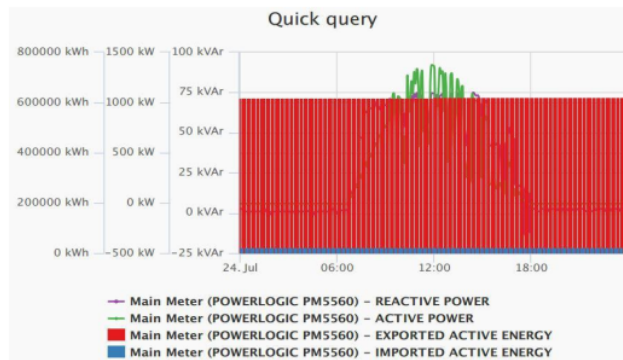 Quick query
800000 kWh 1500 kW 100 kVAr
600000 kWh 1000 kW 75 kVAr
50 kVAr
400000 kWh 500 kW
25 kVAr
200000 kWh 0 kW 0 kVAr
0 kWh −500 kW −25 kVAr
24. Jul 06:00 12:00 18:00
Main Meter (POWERLOGIC PM5560) – REACTIVE POWER
Main Meter (POWERLOGIC PM5560) – ACTIVE POWER
Main Meter (POWERLOGIC PM5560) – EXPORTED ACTIVE ENERGY
Main Meter (POWERLOGIC PM5560) – IMPORTED ACTIVE ENERGY